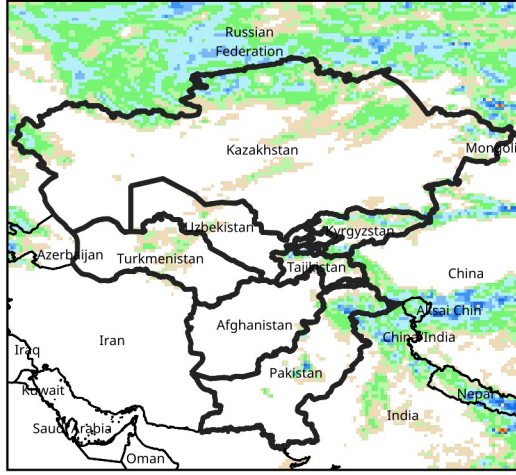 Russian
Federation
Kazakhstan
Mongoli
Uzbekistan
Kyrgyzstan
Azerbaijan
Turkmenistan
Tajikistan
China
Aksai Chin
Afghanistan
China/India
Iran
Iraq
Pakistan
Kuwait
Nepal
India
Saudi Arabia
Oman